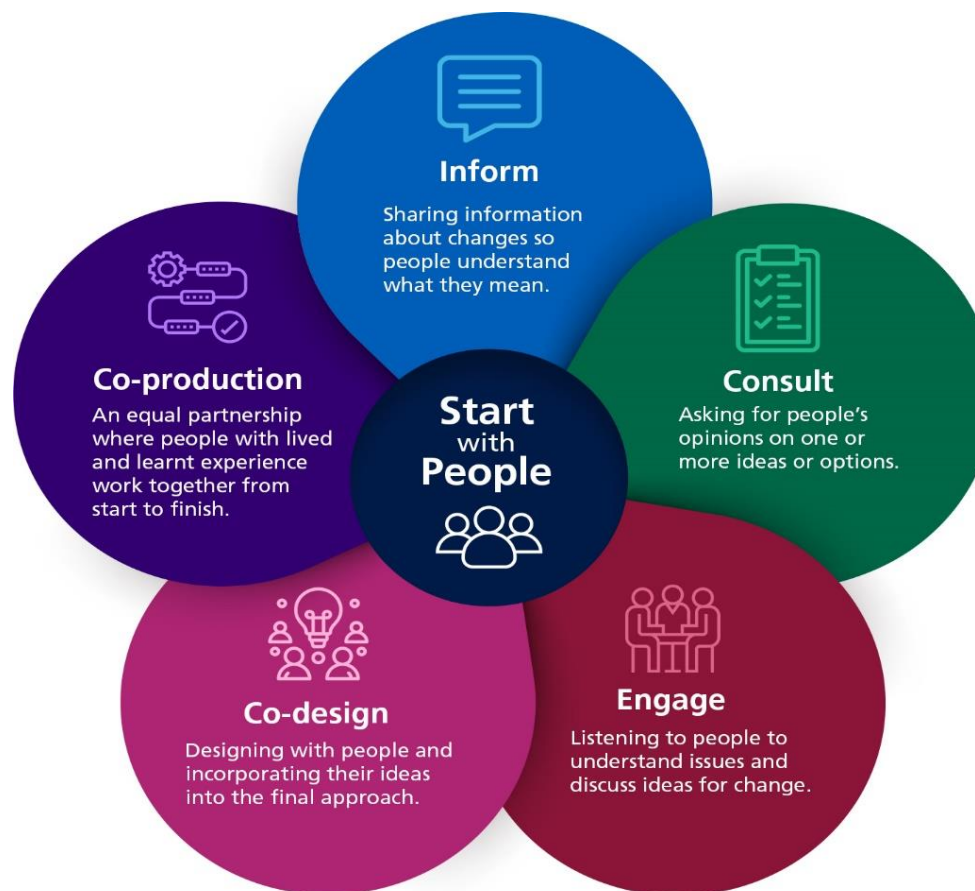 Inform
Sharing information
about changes so
people understand
what they mean.
Consult
Asking for people’s
opinions on one or
more ideas or options.
Engage
Listening to people to
understand issues and
discuss ideas for change.
Co-design
Designing with people and
incorporating their ideas
into the final approach.
Co-production
An equal partnership
where people with lived
and learnt experience
work together from
start to finish.
Start
with
People